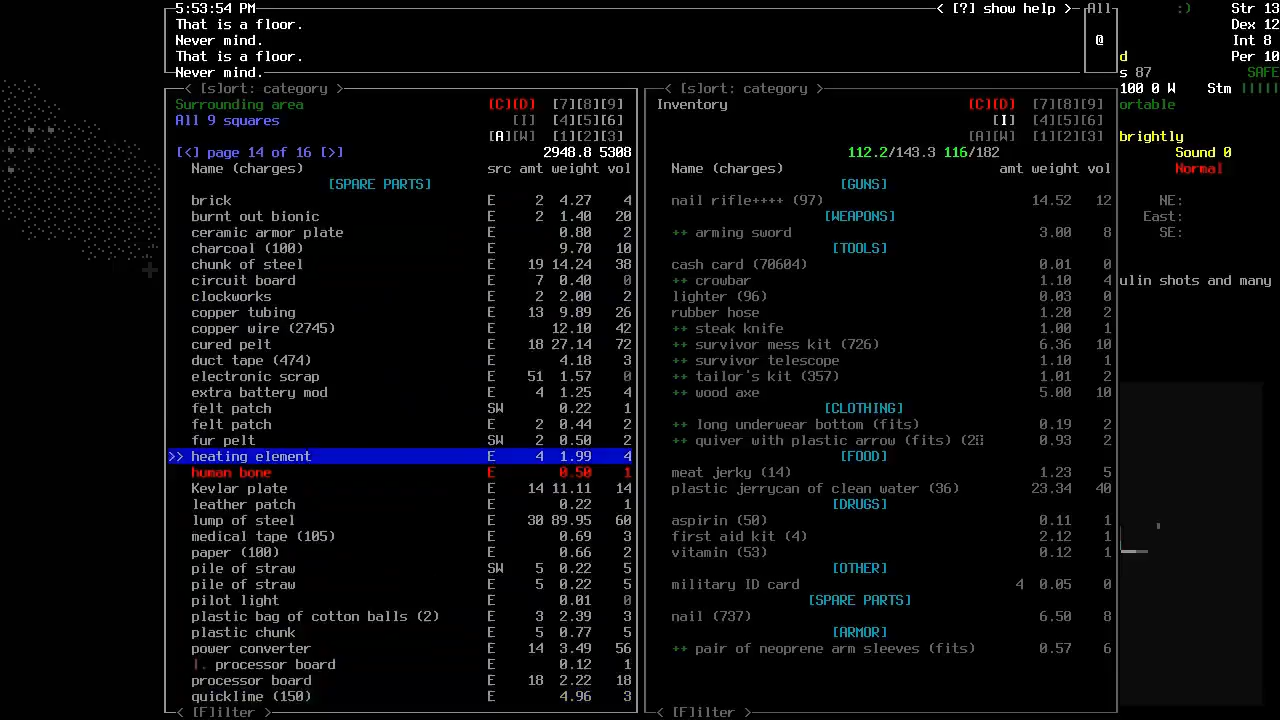 5:53:54 PM < [?] show help > All :) Str 13
That is a floor. Dex 12
Never mind. @ Int 8
That is a floor. d Per 10
Never mind. s 87 SAFE
< [s]ort: category > < [s]ort: category > 100 0 W Stm |||||
Surrounding area (C)(D) [7][8][9] Inventory (C)(D) [7][8][9] ortable
All 9 squares [I] [4][5][6] [I] [4][5][6]
[A][W] [1][2][3] [A][W] [1][2][3] brightly
[<] page 14 of 16 [>] 2948.8 5308 112.2/143.3 116/182 Sound 0
Name (charges) src amt weight vol Name (charges) amt weight vol Normal
[SPARE PARTS] [GUNS]
brick E 2 4.27 4 nail rifle++++ (97) 14.52 12 NE:
burnt out bionic E 2 1.40 20 [WEAPONS] East:
ceramic armor plate E 0.80 2 ++ arming sword 3.00 8 SE:
charcoal (100) E 9.70 10 [TOOLS]
chunk of steel E 19 14.24 38 cash card (70604) 0.01 0
circuit board E 7 0.40 0 ++ crowbar 1.10 4 ulin shots and many
clockworks E 2 2.00 2 lighter (96) 0.03 0
copper tubing E 13 9.89 26 rubber hose 1.20 2
copper wire (2745) E 12.10 42 ++ steak knife 1.00 1
cured pelt E 18 27.14 72 ++ survivor mess kit (726) 6.36 10
duct tape (474) E 4.18 3 ++ survivor telescope 1.10 1
electronic scrap E 51 1.57 0 ++ tailor's kit (357) 1.01 2
extra battery mod E 4 1.25 4 ++ wood axe 5.00 10
felt patch SW 0.22 1 [CLOTHING]
felt patch E 2 0.44 2 ++ long underwear bottom (fits) 0.19 2
fur pelt SW 2 0.50 2 ++ quiver with plastic arrow (fits) (2 0.93 2
>> heating element E 4 1.99 4 [FOOD]
human bone E 0.50 1 meat jerky (14) 1.23 5
Kevlar plate E 14 11.11 14 plastic jerrycan of clean water (36) 23.34 40
leather patch E 0.22 1 [DRUGS]
lump of steel E 30 89.95 60 aspirin (50) 0.11 1
medical tape (105) E 0.69 3 first aid kit (4) 2.12 1
paper (100) E 0.66 2 vitamin (53) 0.12 1
pile of straw SW 5 0.22 5 [OTHER]
pile of straw E 5 0.22 5 military ID card 4 0.05 0
pilot light E 0.01 0 [SPARE PARTS]
plastic bag of cotton balls (2) E 3 2.39 3 nail (737) 6.50 8
plastic chunk E 5 0.77 5 [ARMOR]
power converter E 14 3.49 56 ++ pair of neoprene arm sleeves (fits) 0.57 6
|. processor board E 0.12 1
processor board E 18 2.22 18
quicklime (150) E 4.96 3
< [F]ilter > < [F]ilter >